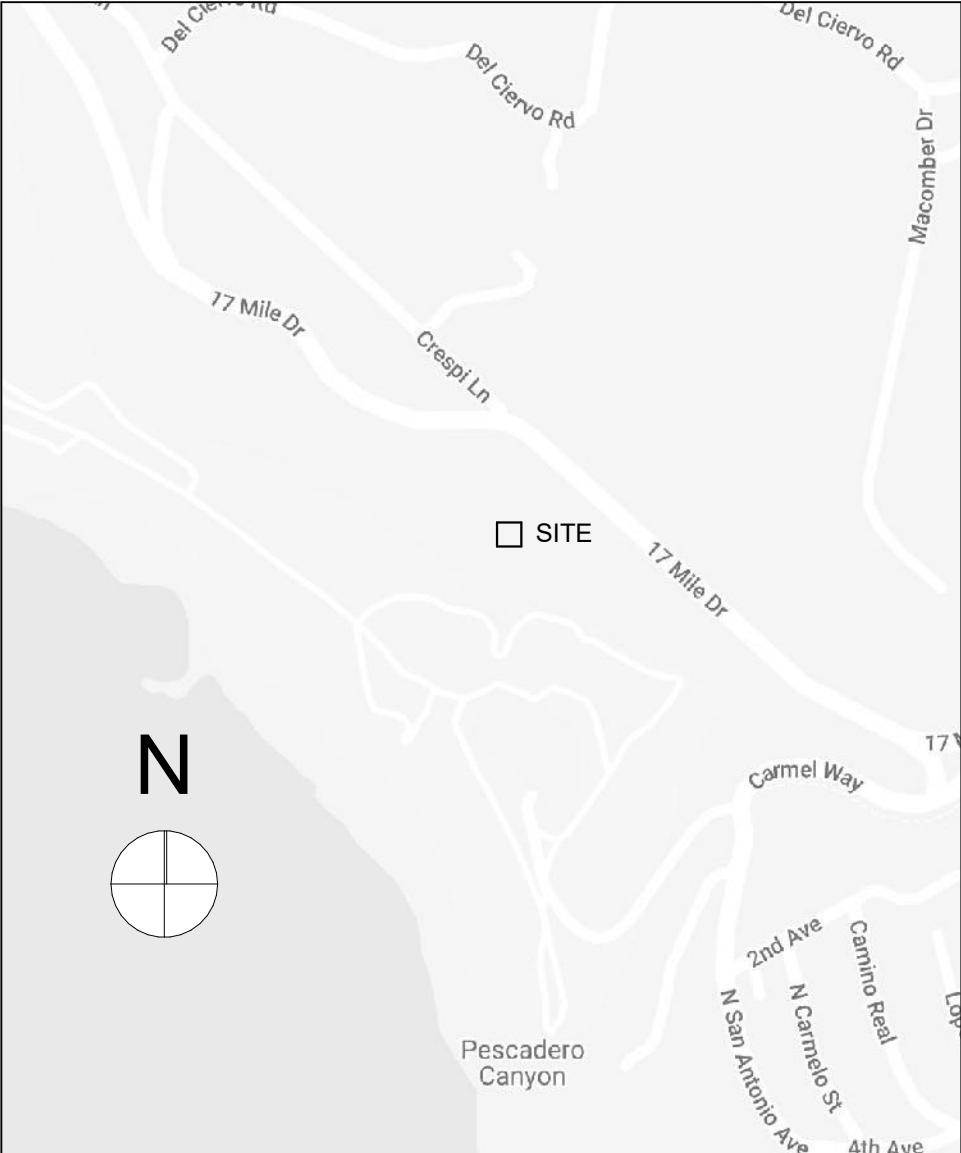 Del Ciervo Rd
Del Ciervo Rd
Del Ciervo Rd
Macomber Dr
17 Mile Dr
Crespi Ln
SITE
17 Mile Dr
N
17
Carmel Way
2nd Ave
Camino Real
N Carmelo St
N San Antonio Ave
Pescadero
Canyon
4th Ave